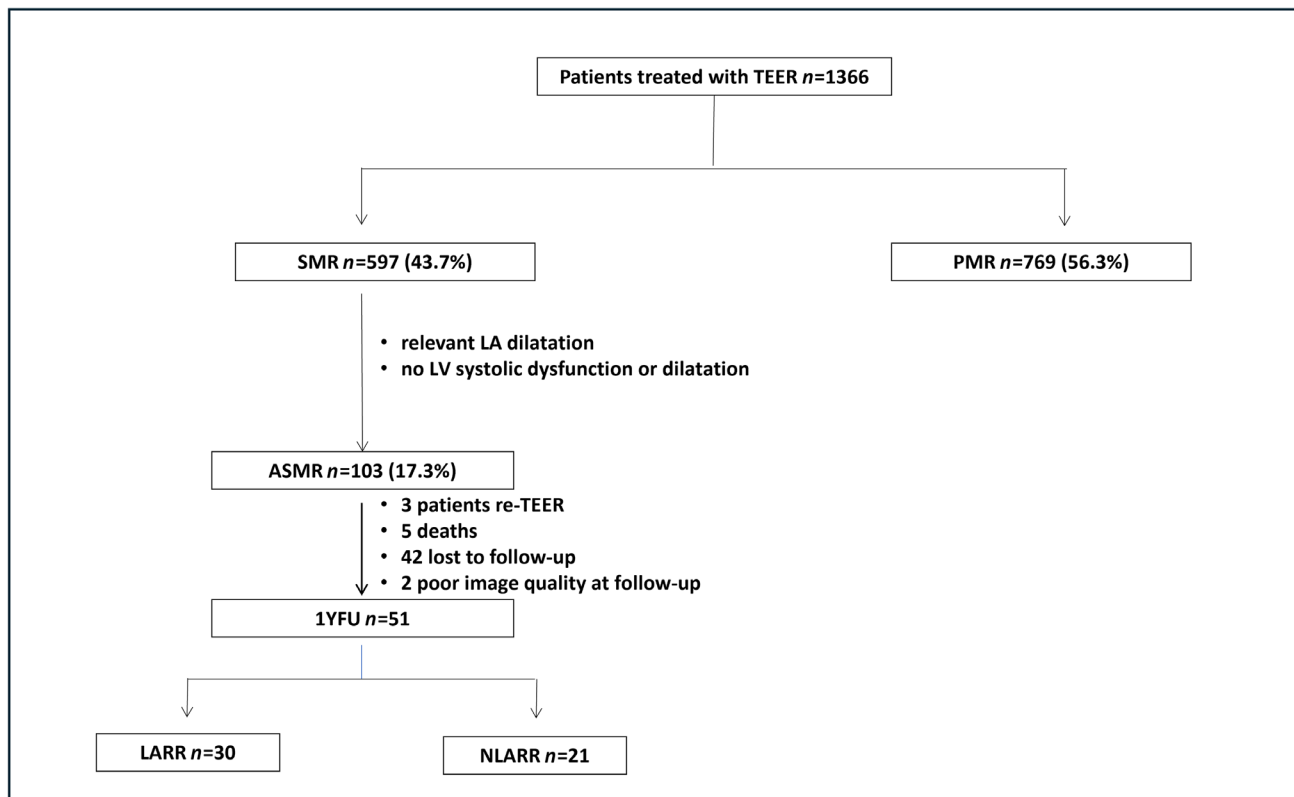 Patients treated with TEER n=1366
SMR n=597 (43.7%)
PMR n=769 (56.3%)
• relevant LA dilatation
• no LV systolic dysfunction or dilatation
ASMR n=103 (17.3%)
• 3 patients re-TEER
• 5 deaths
• 42 lost to follow-up
• 2 poor image quality at follow-up
1YFU n=51
LARR n=30
NLARR n=21